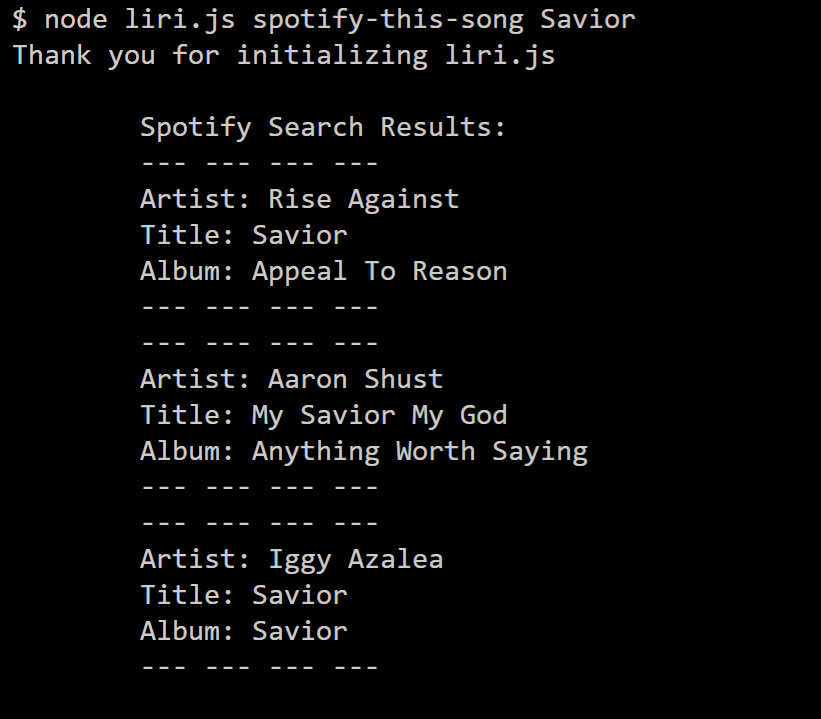 $ node liri.js spotify-this-song Savior
Thank you for initializing liri.js
Spotify Search Results:
--- --- --- ---
Artist: Rise Against
Title: Savior
Album: Appeal To Reason
--- --- --- ---
--- --- --- ---
Artist: Aaron Shust
Title: My Savior My God
Album: Anything Worth Saying
--- --- --- ---
--- --- --- ---
Artist: Iggy Azalea
Title: Savior
Album: Savior
--- --- --- ---